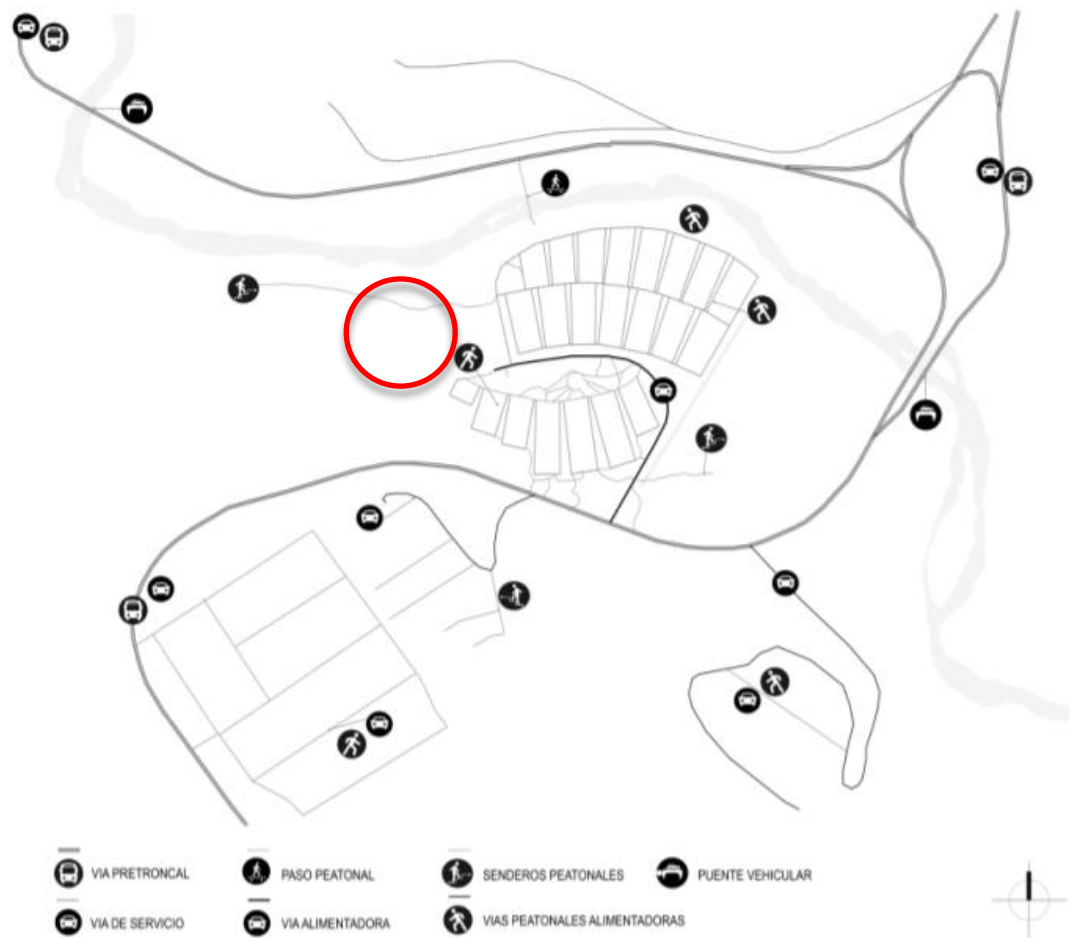 VIA PRETRONCAL
PASO PEATONAL
SENDEROS PEATONALES
PUENTE VEHICULAR
VIA DE SERVICIO
VIA ALIMENTADORA
VIAS PEATONALES ALIMENTADORAS